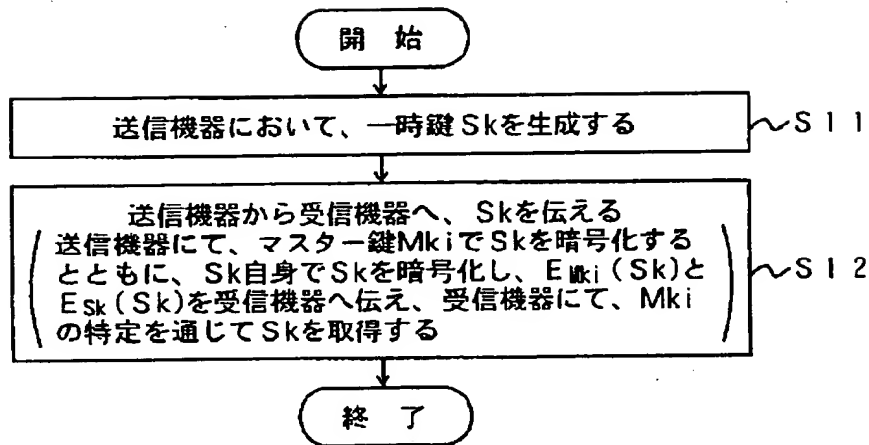 開 始
送信機器において、一時鍵Skを生成する
S11
送信機器から受信機器へ、Skを伝える
送信機器にて、マスター鍵MkiでSkを暗号化する
とともに、Sk自身でSkを暗号化し、EMki(Sk)と
ESk(Sk)を受信機器へ伝え、受信機器にて、Mki
の特定を通じてSkを取得する
S12
終 了